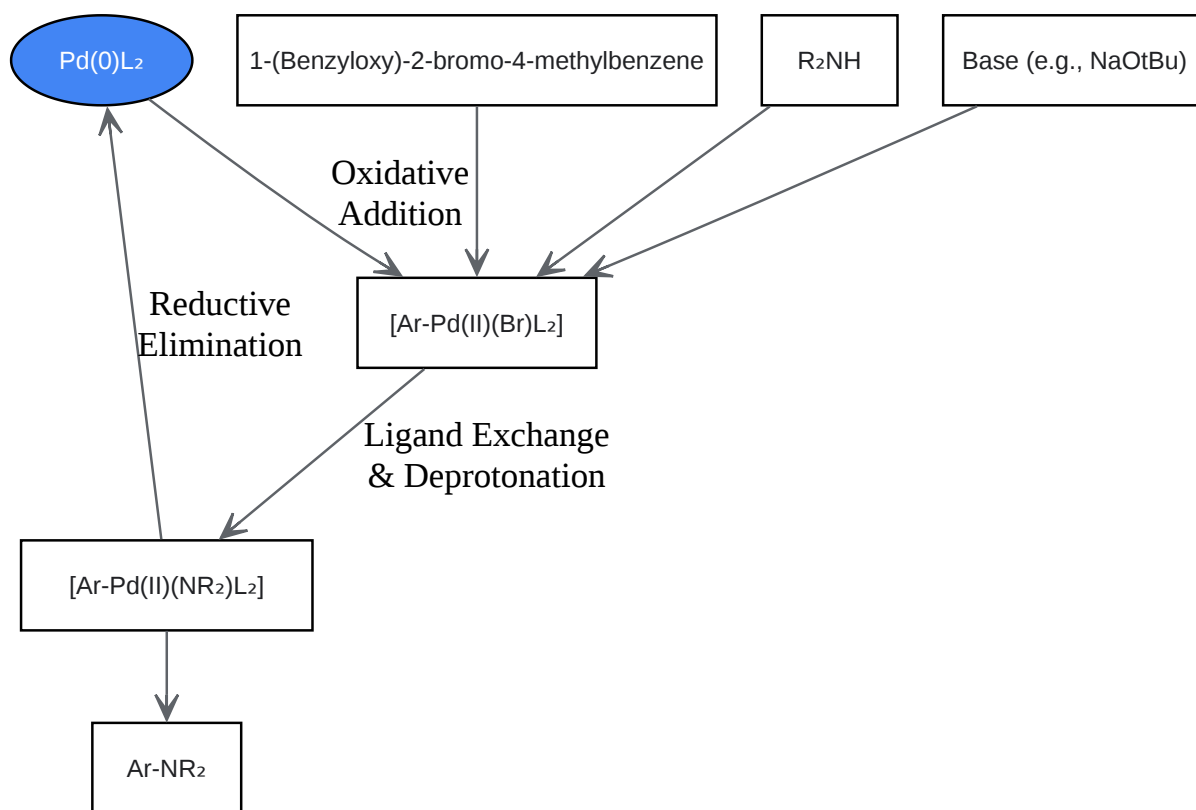 Pd(0)L₂
1-(Benzyloxy)-2-bromo-4-methylbenzene
R₂NH
Base (e.g., NaOtBu)
Oxidative
Addition
Reductive
Elimination
[Ar-Pd(II)(Br)L₂]
Ligand Exchange
& Deprotonation
[Ar-Pd(II)(NR₂)L₂]
Ar-NR₂